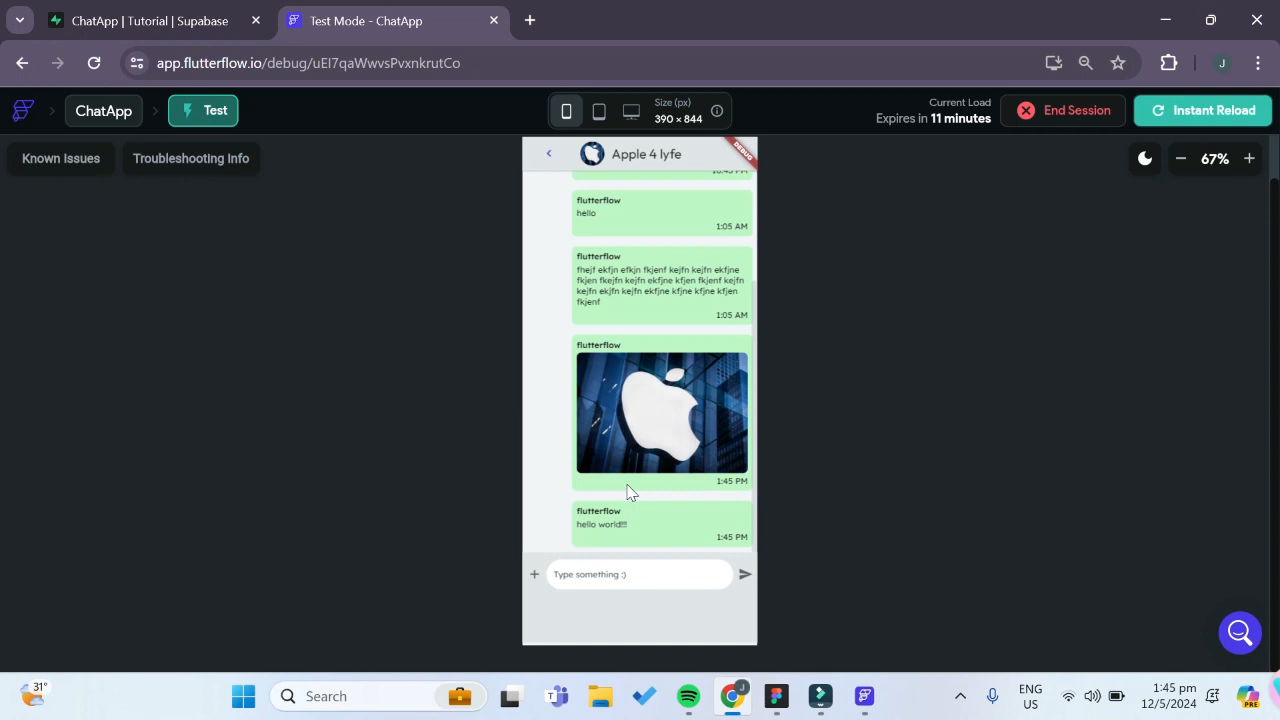 ChatApp | Tutorial | Supabase
Test Mode - ChatApp
app.flutterflow.io/debug/uEI7qaWwvsPvxnkrutCo
J
ChatApp
Test
Size (px)
390 × 844
Current Load
Expires in 11 minutes
End Session
Instant Reload
Known Issues
Troubleshooting Info
67%
Apple 4 lyfe
DEBUG
10:45 PM
flutterflow
hello
1:05 AM
flutterflow
fhejf ekfjn efkjn fkjenf kejfn kejfn ekfjne
fkjen fkejfn kejfn ekfjne kfjen fkjenf kejfn
kejfn ekjfn kejfn ekfjne kfjne kfjne kfjen
fkjenf
1:05 AM
flutterflow
1:45 PM
flutterflow
hello world!!!
1:45 PM
Type something :)
31°
Search
J
ENG
US
1:45 pm
12/5/2024
PRE